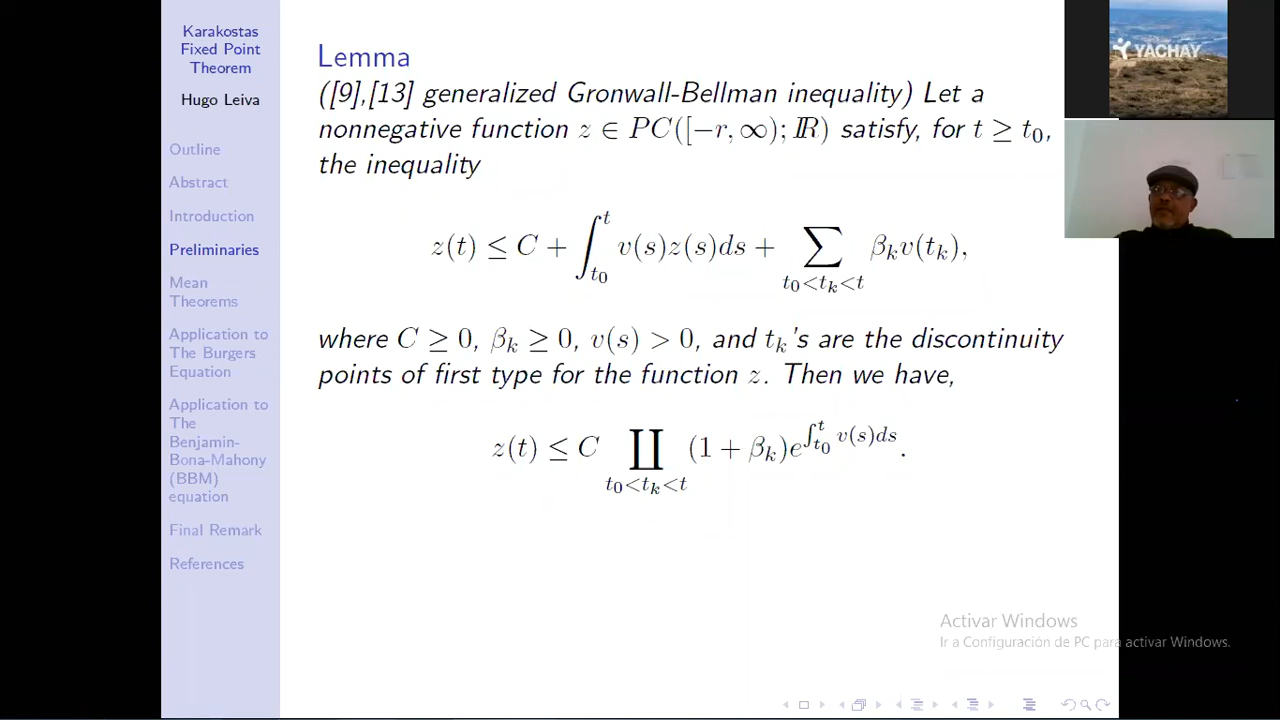 Karakostas
Fixed Point
Theorem
Hugo Leiva
Outline
Abstract
Introduction
Preliminaries
Mean
Theorems
Application to
The Burgers
Equation
Application to
The
Benjamin-
Bona-Mahony
(BBM)
equation
Final Remark
References
Lemma
([9],[13] generalized Gronwall-Bellman inequality) Let a
nonnegative function z ∈ PC([−r, ∞); ℝ) satisfy, for t ≥ t₀,
the inequality
z(t) ≤ C + ∫_{t₀}^{t} v(s)z(s)ds + ∑_{t₀<t_k<t} β_k v(t_k),
where C ≥ 0, β_k ≥ 0, v(s) > 0, and t_k's are the discontinuity
points of first type for the function z. Then we have,
z(t) ≤ C ∐_{t₀<t_k<t} (1 + β_k)e^{∫_{t₀}^{t} v(s)ds}.
YACHAY
Activar Windows
Ir a Configuración de PC para activar Windows.